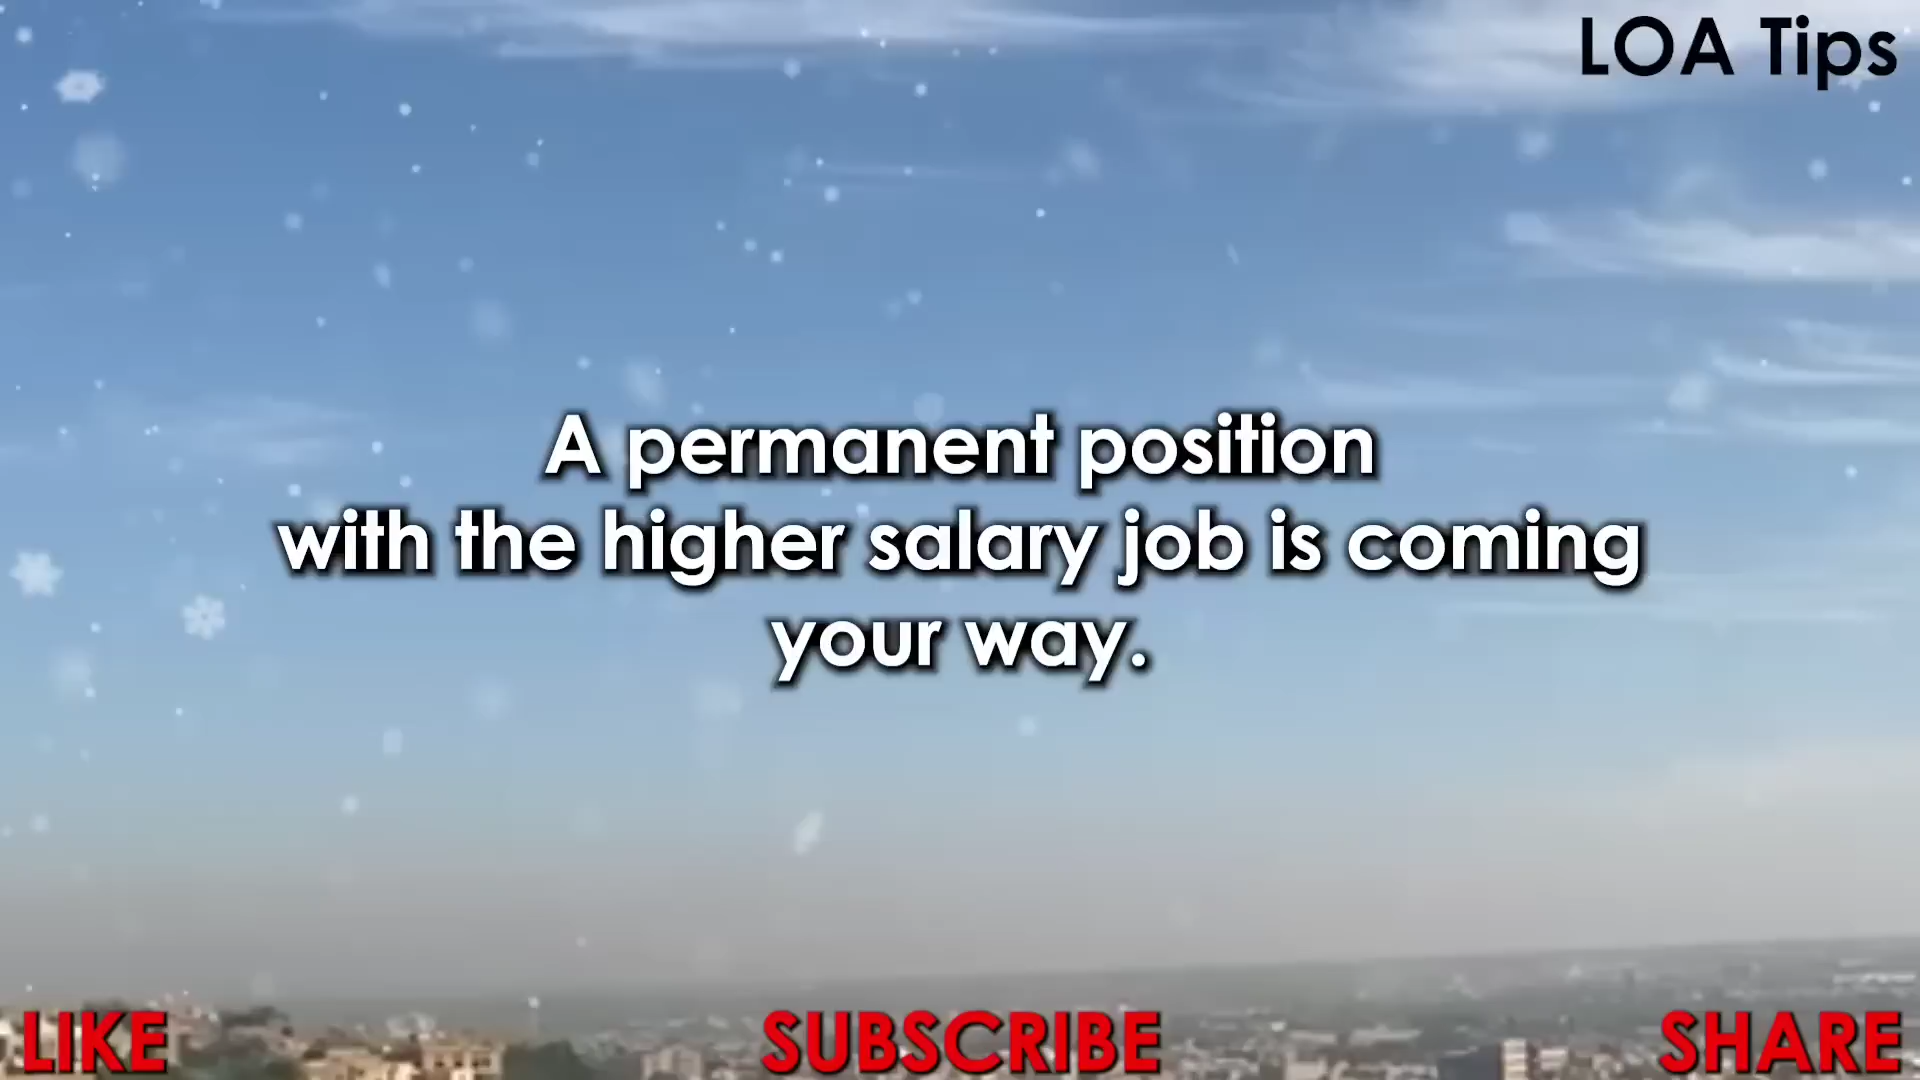 LOA Tips
A permanent position
with the higher salary job is coming
your way.
LIKE
SUBSCRIBE
SHARE